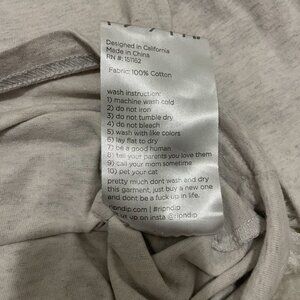 Designed in California
Made in China
RN #: 151162
Fabric: 100% Cotton
wash instruction:
1) machine wash cold
2) do not iron
3) do not tumble dry
4) do not bleach
5) wash with like colors
6) lay flat to dry
7) be a good human
8) tell your parents you love them
9) call your mom sometime
10) pet your cat
pretty much dont wash and dry
this garment, just buy a new one
and dont be a fuck up in life.
ripndip.com | #ripndip
us up on insta @ripndip